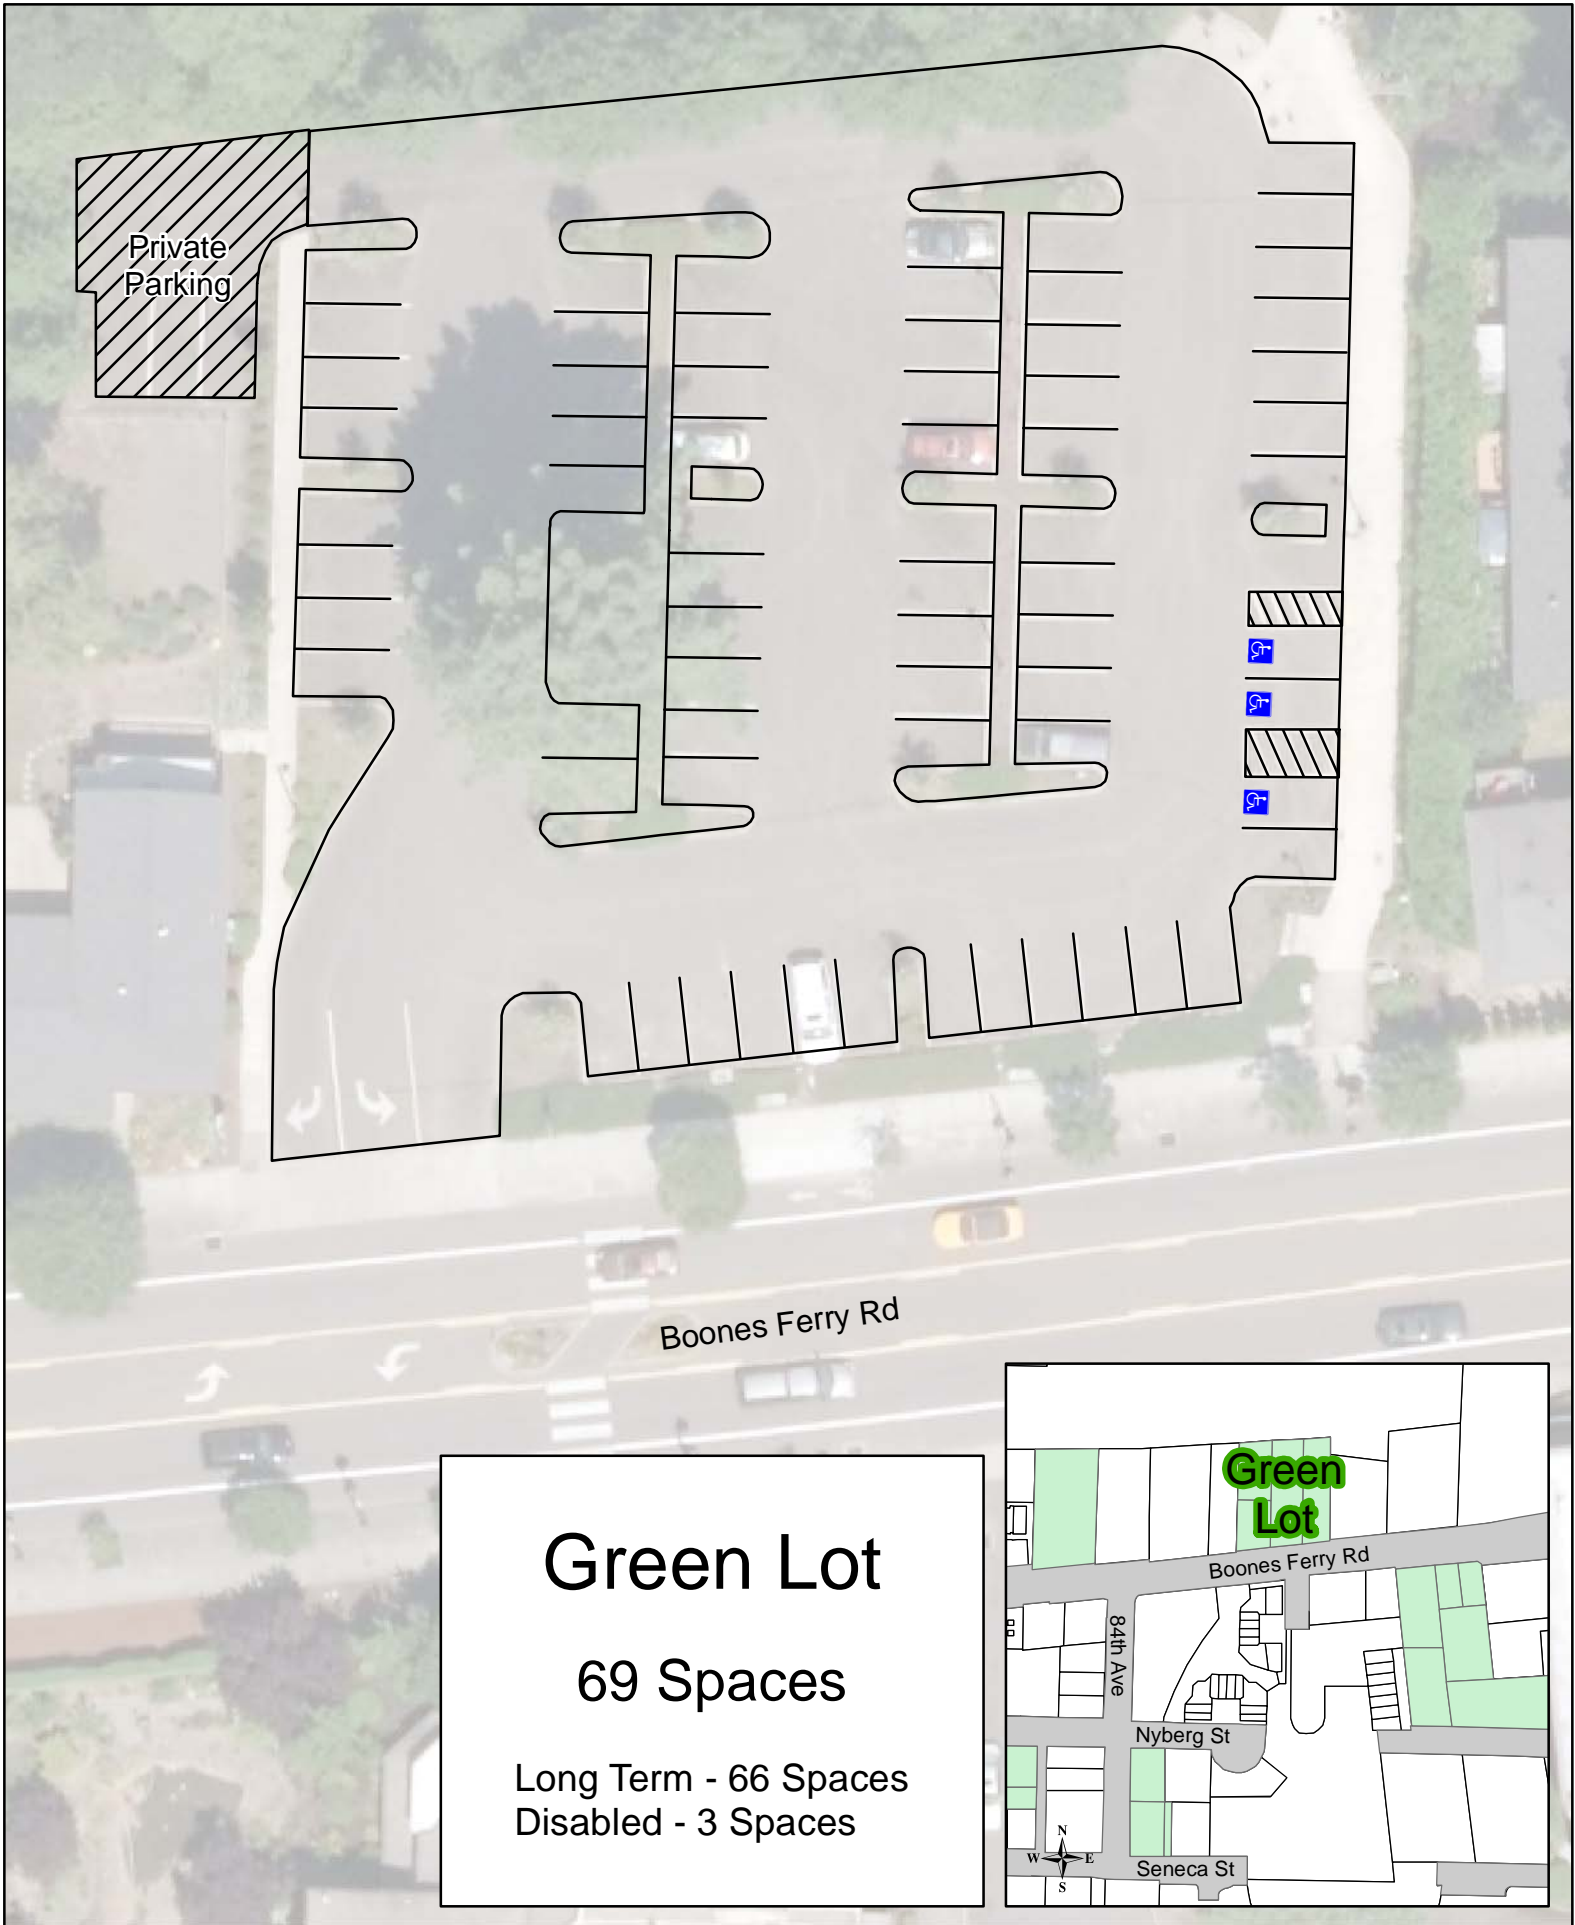 Private
Parking
Boones Ferry Rd
Green Lot
69 Spaces
Long Term - 66 Spaces
Disabled - 3 Spaces
Green
Lot
Boones Ferry Rd
84th Ave
Nyberg St
N
W E
S
Seneca St